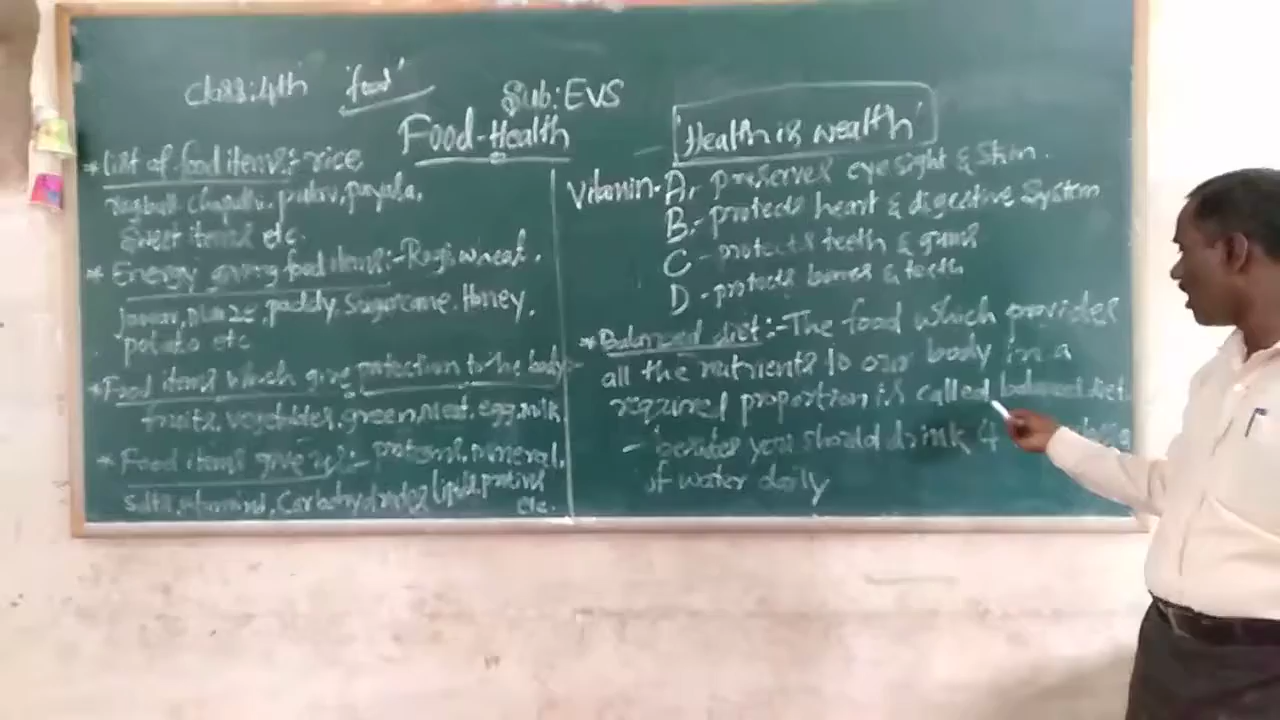 Class:4th 'food' Sub:EVS
Food-Health
* List of food items:- rice
ragiball chapathi, pulav, payala,
sweet items etc.
* Energy giving food items:- Ragi, wheat,
jowar, maize, paddy, sugarcane, Honey,
potato etc
* Food items which give protection to the body:-
fruits, vegetables, green, meat, egg, milk
* Food items give us:- proteins, mineral,
salts, vitamins, Carbohydrates, lipids, protins
etc.
'Health is wealth'
Vitamin- A - preserves eye sight & Skin.
B - protects heart & digestive System
C - protects teeth & gums
D - protects bones & teeth
* Balanced diet:- The food which provides
all the nutrients to our body in a
required proportion is called balanced diet.
- besides you should drink 4
of water daily